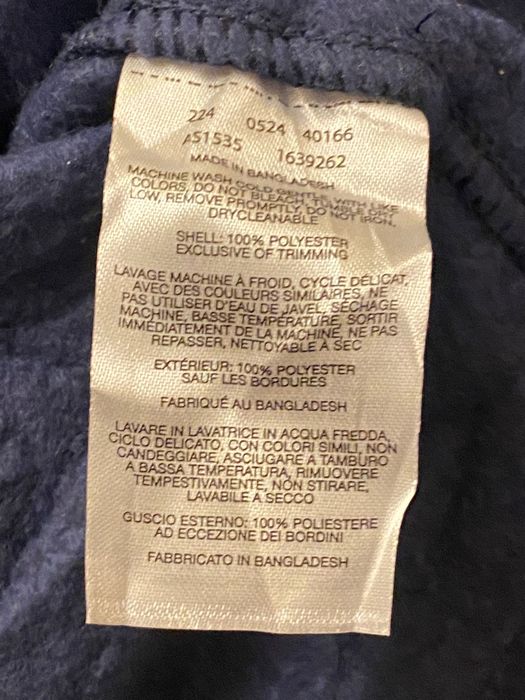 224 0524 40166
AS1535 1639262
MADE IN BANGLADESH
MACHINE WASH COLD GENTLE, WITH LIKE
COLORS, DO NOT BLEACH, TUMBLE DRY
LOW, REMOVE PROMPTLY, DO NOT IRON,
DRYCLEANABLE
SHELL: 100% POLYESTER
EXCLUSIVE OF TRIMMING
LAVAGE MACHINE À FROID, CYCLE DÉLICAT,
AVEC DES COULEURS SIMILAIRES, NE
PAS UTILISER D'EAU DE JAVEL, SÉCHAGE
MACHINE, BASSE TEMPÉRATURE, SORTIR
IMMÉDIATEMENT DE LA MACHINE, NE PAS
REPASSER, NETTOYABLE À SEC
EXTÉRIEUR: 100% POLYESTER
SAUF LES BORDURES
FABRIQUÉ AU BANGLADESH
LAVARE IN LAVATRICE IN ACQUA FREDDA,
CICLO DELICATO, CON COLORI SIMILI, NON
CANDEGGIARE, ASCIUGARE A TAMBURO
A BASSA TEMPERATURA, RIMUOVERE
TEMPESTIVAMENTE, NON STIRARE,
LAVABILE A SECCO
GUSCIO ESTERNO: 100% POLIESTERE
AD ECCEZIONE DEI BORDINI
FABBRICATO IN BANGLADESH